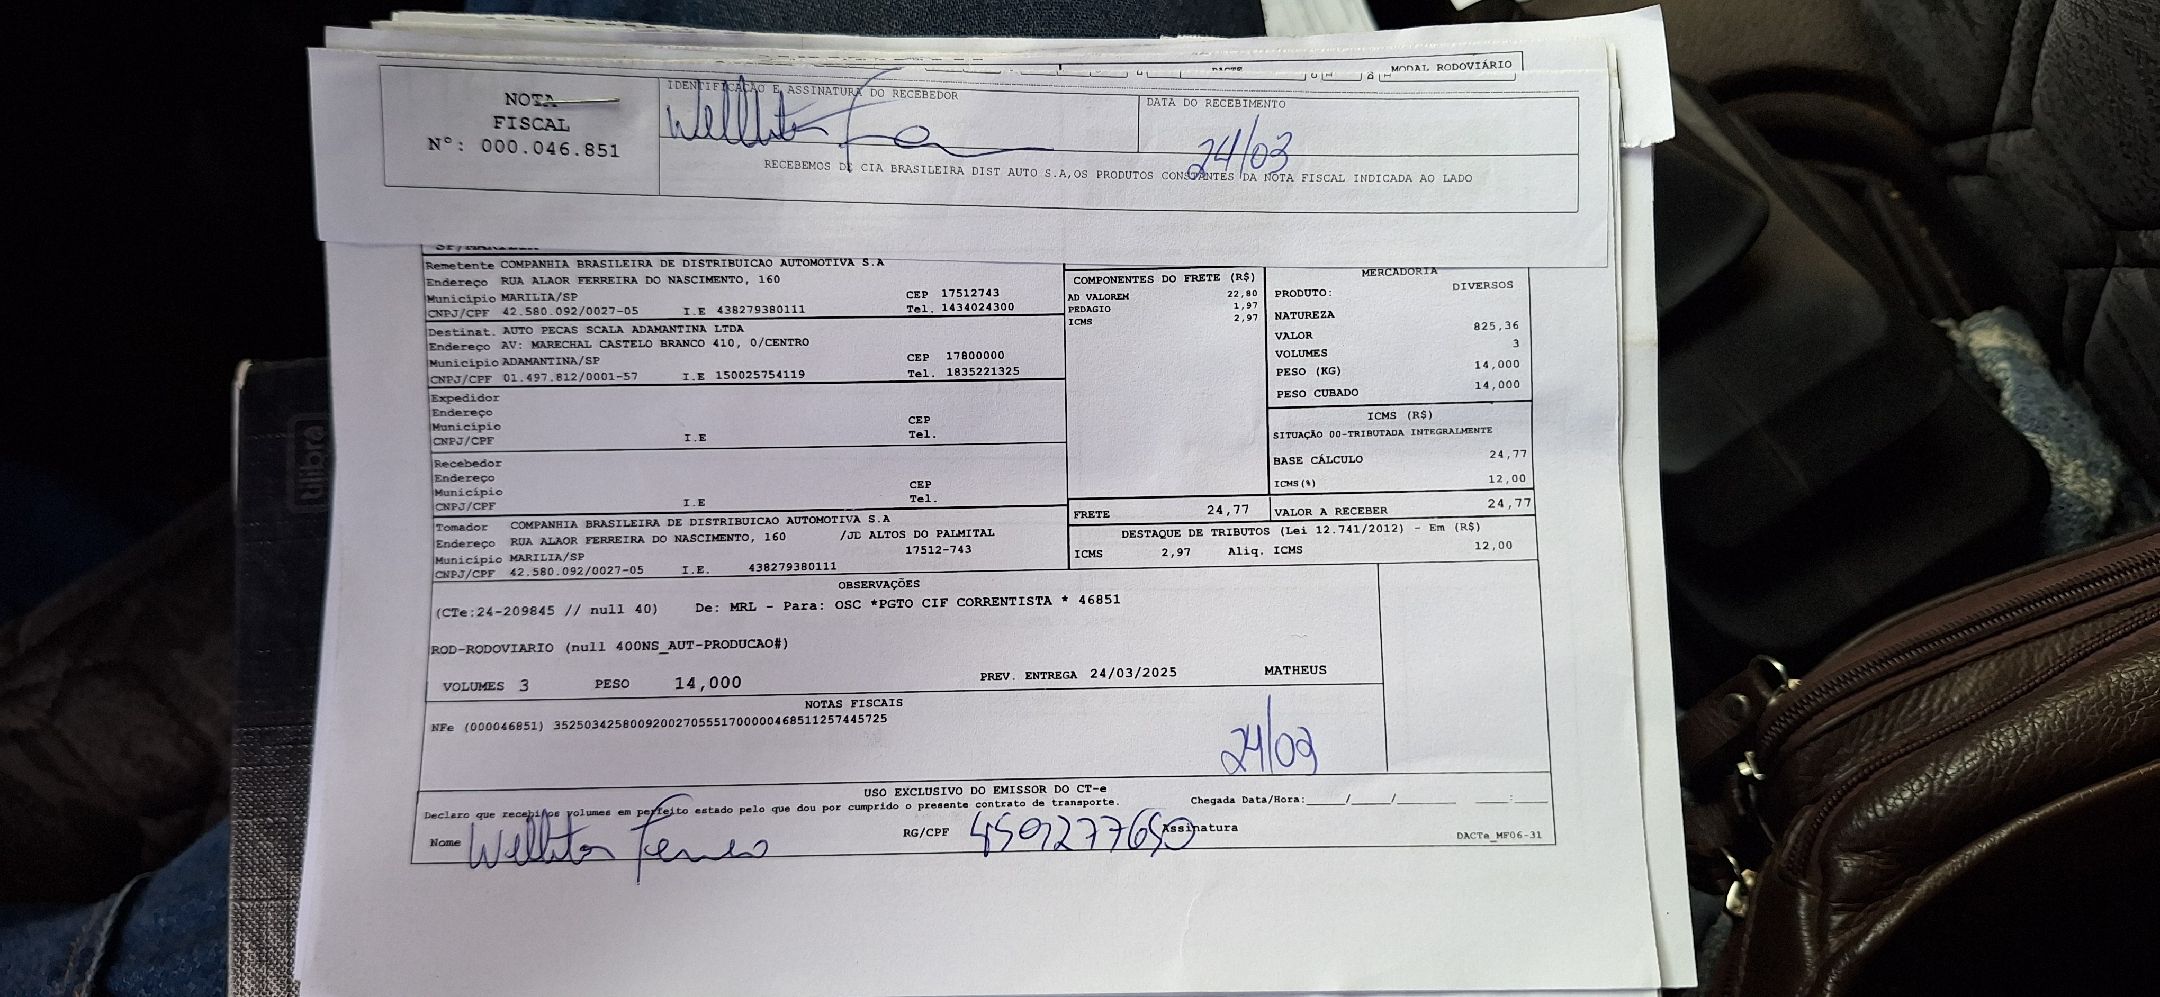 MODAL RODOVIÁRIO
NOTA
FISCAL
N°: 000.046.851
IDENTIFICAÇÃO E ASSINATURA DO RECEBEDOR
DATA DO RECEBIMENTO
24/03
RECEBEMOS DE CIA BRASILEIRA DIST AUTO S.A,OS PRODUTOS CONSTANTES DA NOTA FISCAL INDICADA AO LADO
Remetente COMPANHIA BRASILEIRA DE DISTRIBUICAO AUTOMOTIVA S.A
Endereço RUA ALAOR FERREIRA DO NASCIMENTO, 160
Município MARILIA/SP CEP 17512743
CNPJ/CPF 42.580.092/0027-05 I.E 438279380111 Tel. 1434024300
Destinat. AUTO PECAS SCALA ADAMANTINA LTDA
Endereço AV: MARECHAL CASTELO BRANCO 410, 0/CENTRO
Município ADAMANTINA/SP CEP 17800000
CNPJ/CPF 01.497.812/0001-57 I.E 150025754119 Tel. 1835221325
Expedidor
Endereço
Município CEP
CNPJ/CPF I.E Tel.
Recebedor
Endereço
Município CEP
CNPJ/CPF I.E Tel.
Tomador COMPANHIA BRASILEIRA DE DISTRIBUICAO AUTOMOTIVA S.A
Endereço RUA ALAOR FERREIRA DO NASCIMENTO, 160 /JD ALTOS DO PALMITAL
Município MARILIA/SP 17512-743
CNPJ/CPF 42.580.092/0027-05 I.E. 438279380111
COMPONENTES DO FRETE (R$)
AD VALOREM 22,80
PEDAGIO 1,97
ICMS 2,97
FRETE 24,77
MERCADORIA
PRODUTO: DIVERSOS
NATUREZA
VALOR 825,36
VOLUMES 3
PESO (KG) 14,000
PESO CUBADO 14,000
ICMS (R$)
SITUAÇÃO 00-TRIBUTADA INTEGRALMENTE
BASE CÁLCULO 24,77
ICMS(%) 12,00
VALOR A RECEBER 24,77
DESTAQUE DE TRIBUTOS (Lei 12.741/2012) - Em (R$)
ICMS 2,97 Aliq. ICMS 12,00
OBSERVAÇÕES
(CTe:24-209845 // null 40) De: MRL - Para: OSC *PGTO CIF CORRENTISTA * 46851
ROD-RODOVIARIO (null 400NS_AUT-PRODUCAO#)
VOLUMES 3 PESO 14,000 PREV. ENTREGA 24/03/2025 MATHEUS
NOTAS FISCAIS
NFe (000046851) 35250342580092002705551700000468511257445725
24/03
USO EXCLUSIVO DO EMISSOR DO CT-e
Declaro que recebi os volumes em perfeito estado pelo que dou por cumprido o presente contrato de transporte. Chegada Data/Hora:____/____/______ ____:____
Nome Welliton RG/CPF 4591277650 Assinatura
DACTe_MF06-31
tilibra